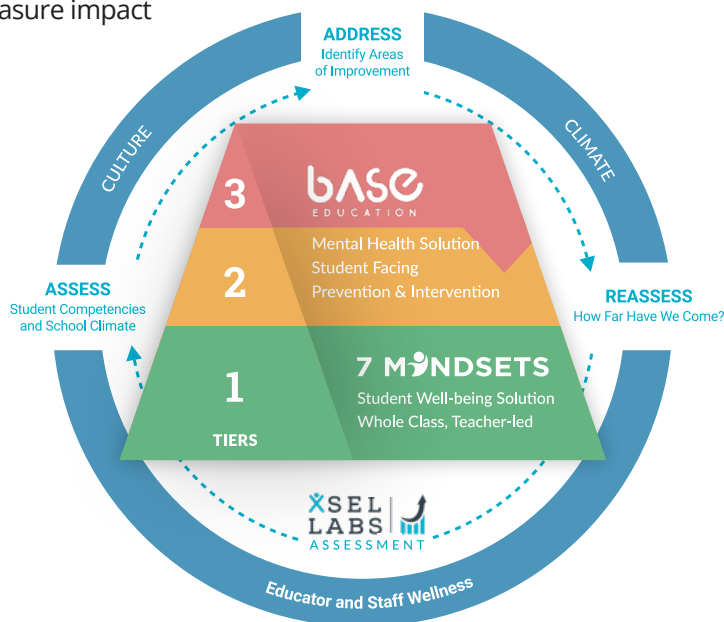 asure impact
ADDRESS
Identify Areas
of Improvement
CULTURE
CLIMATE
3
base
EDUCATION
Mental Health Solution
Student Facing
Prevention & Intervention
2
ASSESS
Student Competencies
and School Climate
REASSESS
How Far Have We Come?
1
TIERS
7 MINDSETS
Student Well-being Solution
Whole Class, Teacher-led
XSEL
LABS
ASSESSMENT
Educator and Staff Wellness